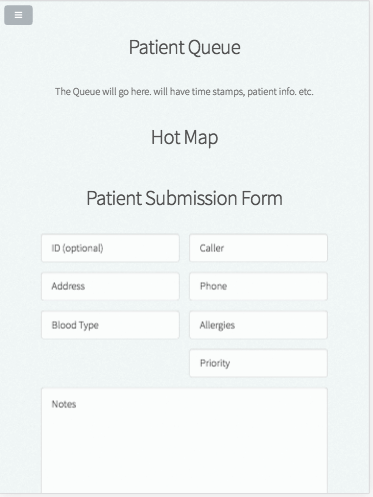 Patient Queue
The Queue will go here. will have time stamps, patient info. etc.
Hot Map
Patient Submission Form
ID (optional)
Caller
Address
Phone
Blood Type
Allergies
Priority
Notes